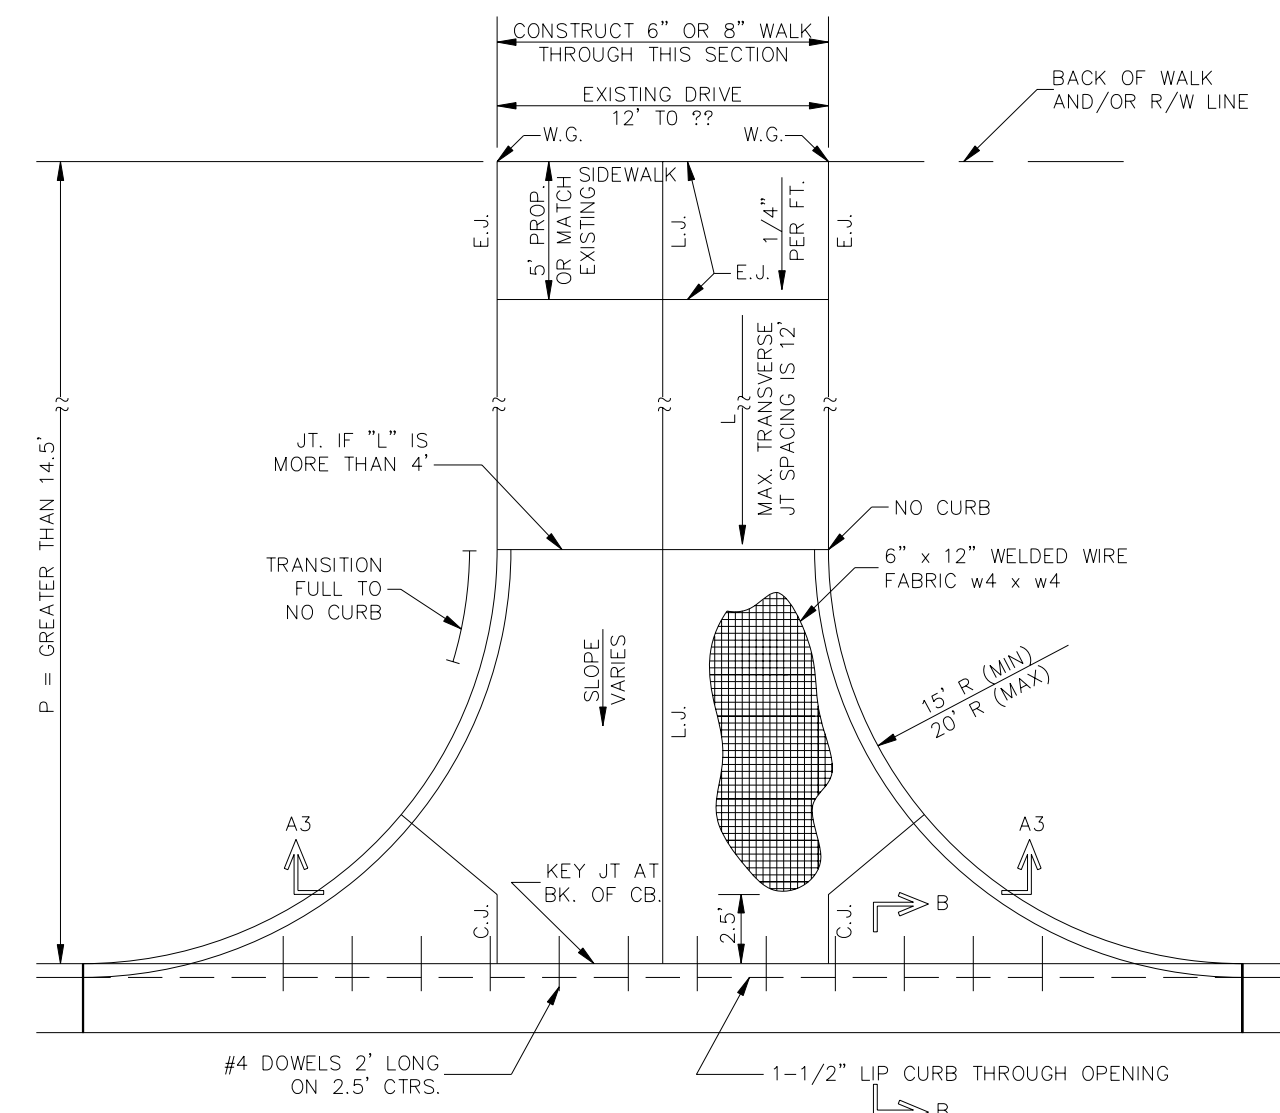 CONSTRUCT 6" OR 8" WALK
THROUGH THIS SECTION
EXISTING DRIVE
12' TO ??
BACK OF WALK
AND/OR R/W LINE
W.G.
W.G.
SIDEWALK
E.J.
5' PROP.
OR MATCH
EXISTING
L.J.
1/4"
PER FT.
E.J.
E.J.
P = GREATER THAN 14.5'
JT. IF "L" IS
MORE THAN 4'
L
MAX. TRANSVERSE
JT SPACING IS 12'
NO CURB
TRANSITION
FULL TO
NO CURB
6" x 12" WELDED WIRE
FABRIC w4 x w4
SLOPE
VARIES
L.J.
15' R (MIN)
20' R (MAX)
A3
A3
KEY JT AT
BK. OF CB.
C.J.
2.5'
C.J.
B
#4 DOWELS 2' LONG
ON 2.5' CTRS.
1-1/2" LIP CURB THROUGH OPENING
B